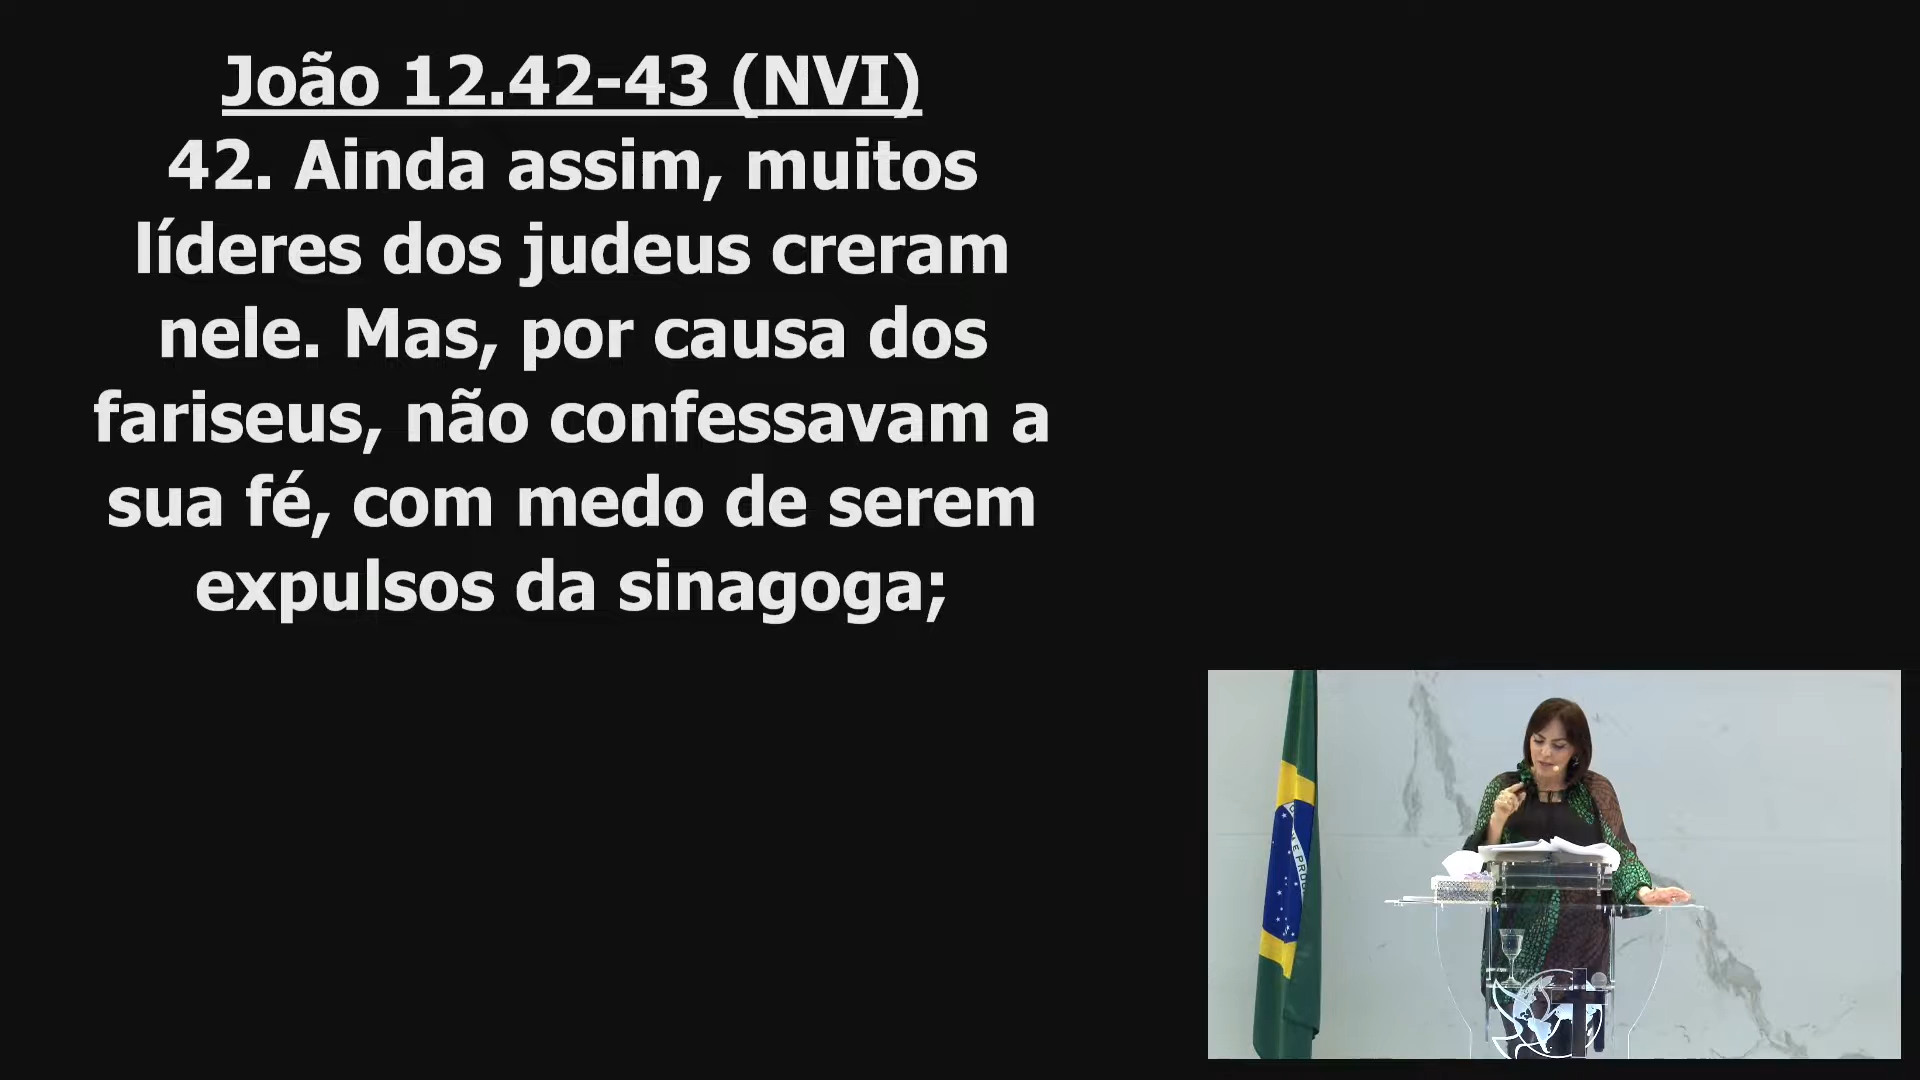 João 12.42-43 (NVI)
42. Ainda assim, muitos
líderes dos judeus creram
nele. Mas, por causa dos
fariseus, não confessavam a
sua fé, com medo de serem
expulsos da sinagoga;